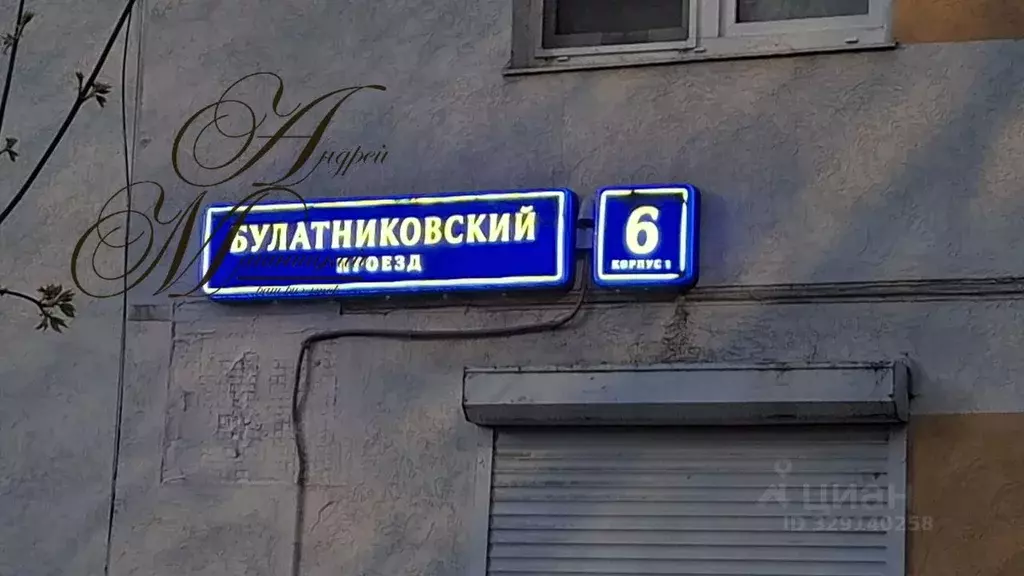 Андрей
БУЛАТНИКОВСКИЙ
ПРОЕЗД
6
КОРПУС 1
ЦИАН
ID 329140258